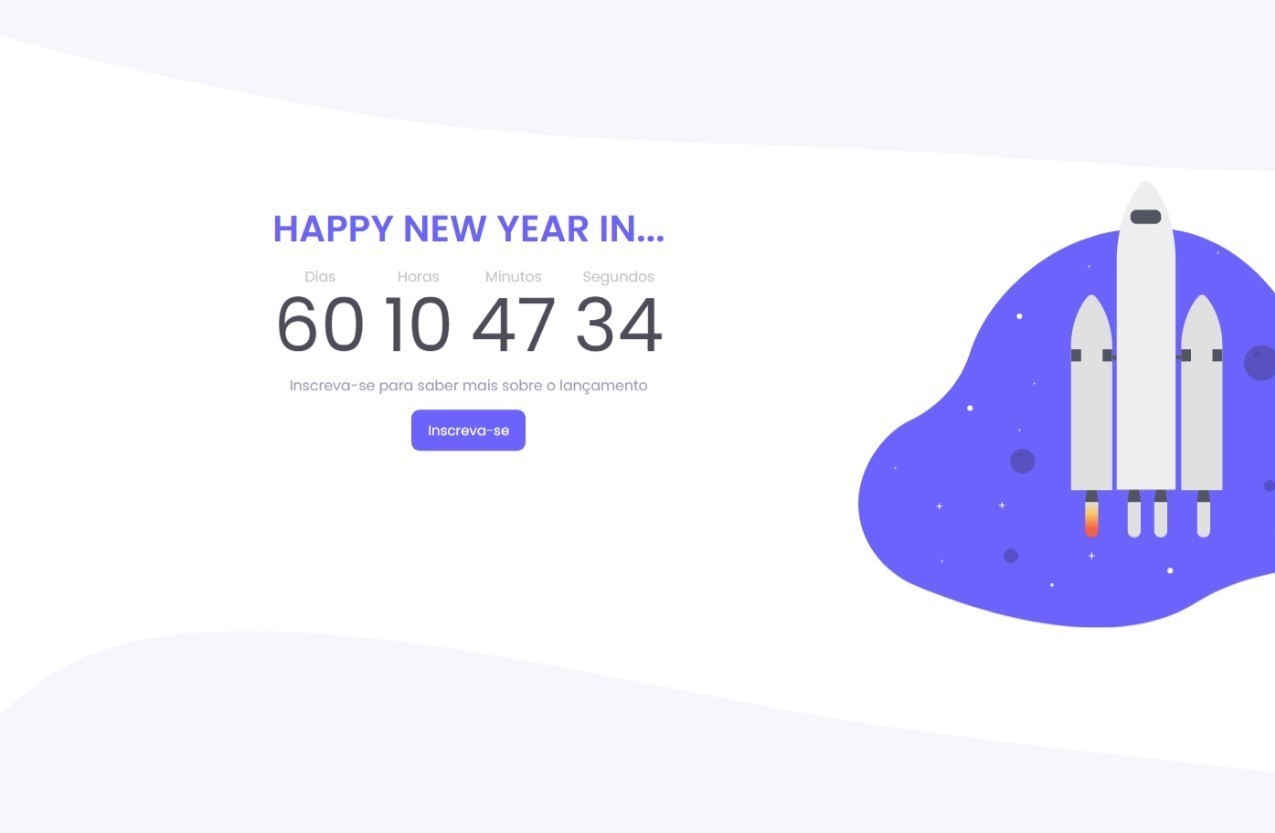 HAPPY NEW YEAR IN...
Dias Horas Minutos Segundos
60 10 47 34
Inscreva-se para saber mais sobre o lançamento
Inscreva-se